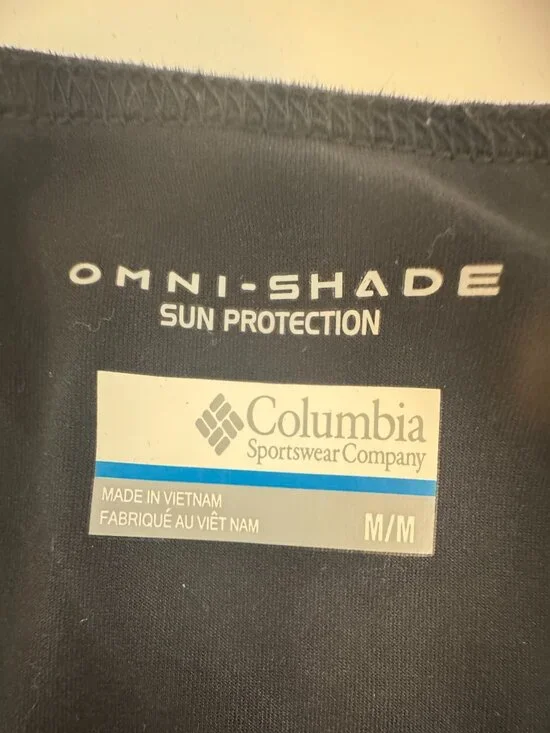 OMNI-SHADE
SUN PROTECTION
Columbia
Sportswear Company
MADE IN VIETNAM
FABRIQUÉ AU VIÊT NAM
M/M